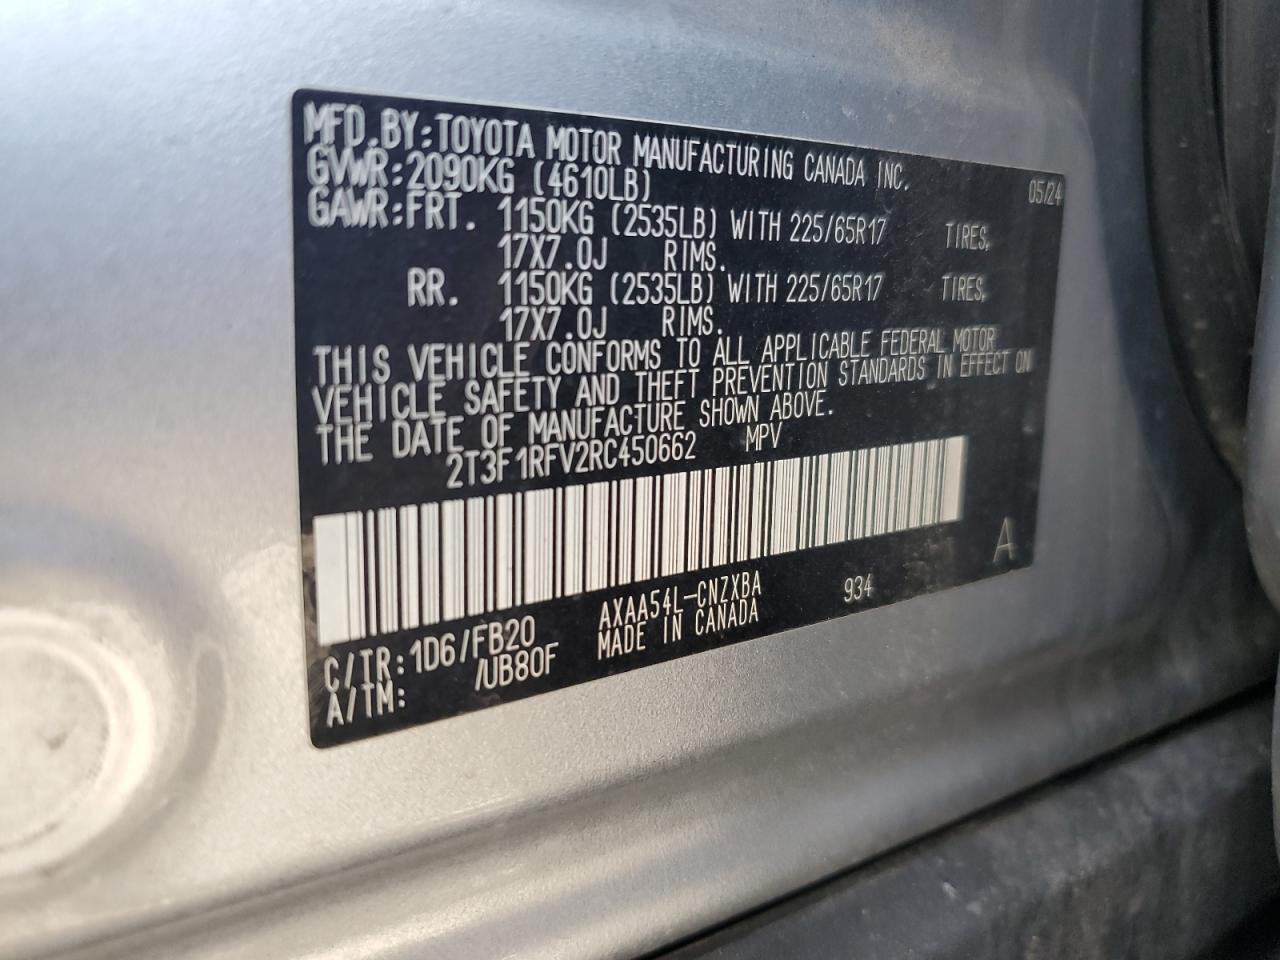 MFD.BY:TOYOTA MOTOR MANUFACTURING CANADA INC.
GVWR:2090KG (4610LB) 05/24
GAWR:FRT. 1150KG (2535LB) WITH 225/65R17 TIRES,
17X7.0J RIMS.
RR. 1150KG (2535LB) WITH 225/65R17 TIRES,
17X7.0J RIMS.
THIS VEHICLE CONFORMS TO ALL APPLICABLE FEDERAL MOTOR
VEHICLE SAFETY AND THEFT PREVENTION STANDARDS IN EFFECT ON
THE DATE OF MANUFACTURE SHOWN ABOVE.
2T3F1RFV2RC450662 MPV
A
C/TR:1D6/FB20 AXAA54L-CNZXBA 934
A/TM: /UB80F MADE IN CANADA